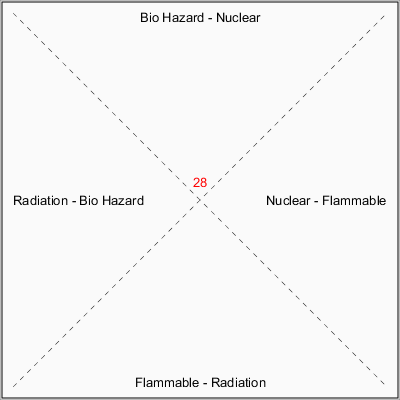 Bio Hazard - Nuclear
28
Radiation - Bio Hazard
Nuclear - Flammable
Flammable - Radiation